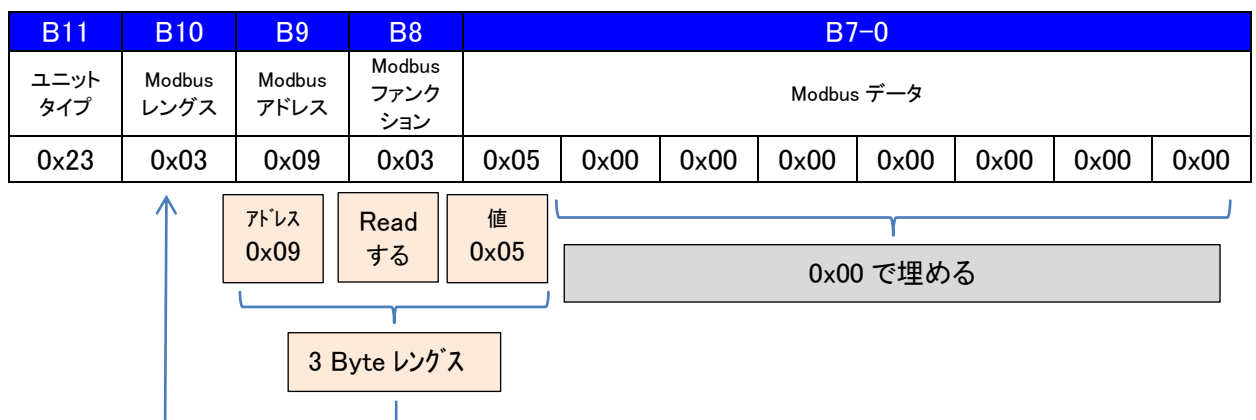 B11 B10 B9 B8 B7-0
ユニット
タイプ
Modbus
レングス
Modbus
アドレス
Modbus
ファンク
ション
Modbus データ
0x23 0x03 0x09 0x03 0x05 0x00 0x00 0x00 0x00 0x00 0x00 0x00
アドレス
0x09
Read
する
値
0x05
0x00 で埋める
3 Byte レングス